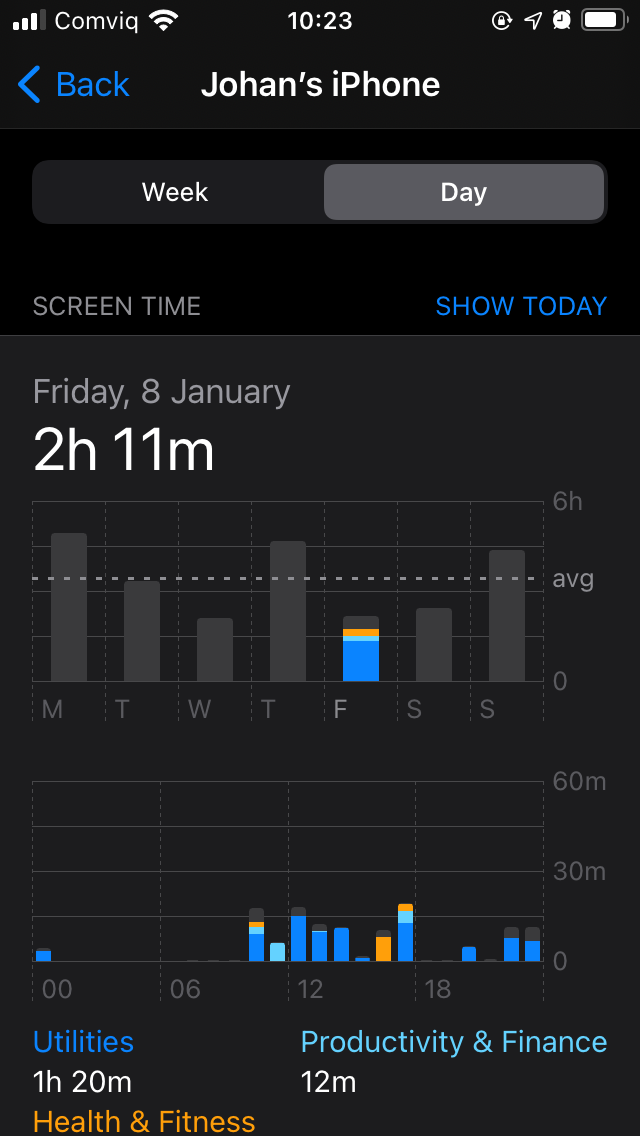 Comviq 10:23
Back Johan’s iPhone
Week Day
SCREEN TIME SHOW TODAY
Friday, 8 January
2h 11m
6h
avg
0
M T W T F S S
60m
30m
0
00 06 12 18
Utilities Productivity & Finance
1h 20m 12m
Health & Fitness